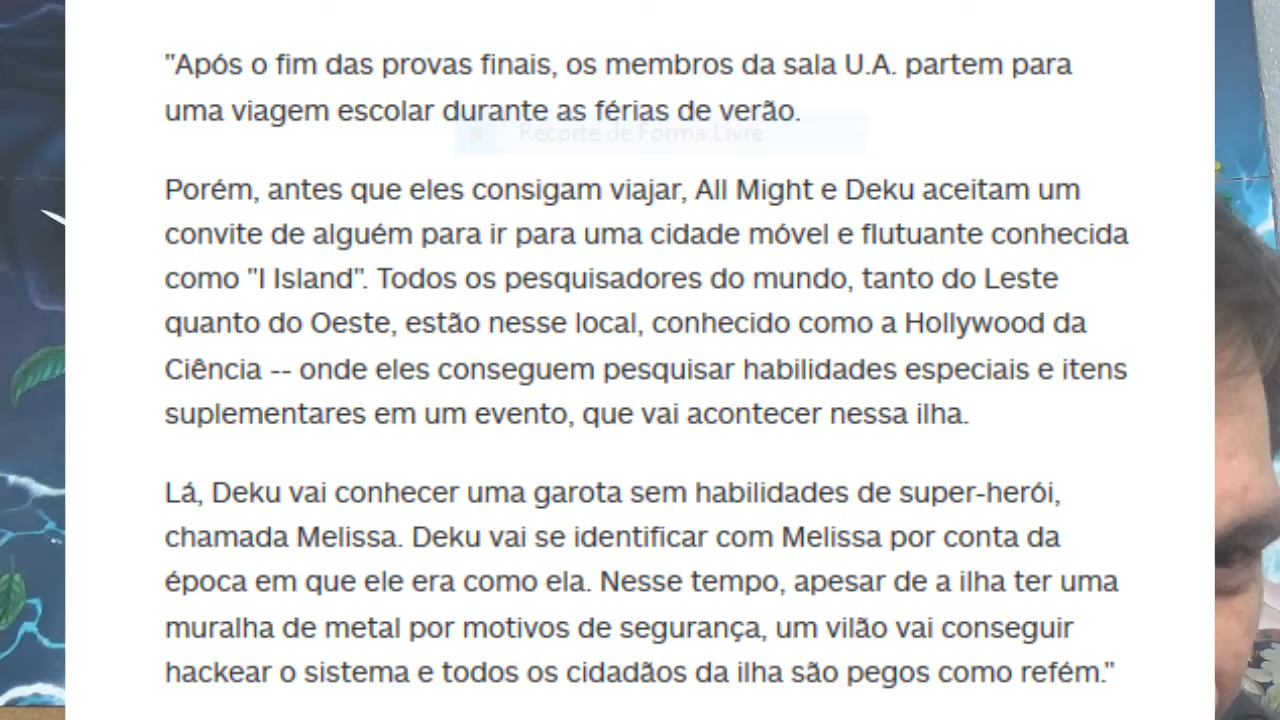 "Após o fim das provas finais, os membros da sala U.A. partem para
uma viagem escolar durante as férias de verão.
Recorte de Forma Livre
Porém, antes que eles consigam viajar, All Might e Deku aceitam um
convite de alguém para ir para uma cidade móvel e flutuante conhecida
como "I Island". Todos os pesquisadores do mundo, tanto do Leste
quanto do Oeste, estão nesse local, conhecido como a Hollywood da
Ciência -- onde eles conseguem pesquisar habilidades especiais e itens
suplementares em um evento, que vai acontecer nessa ilha.
Lá, Deku vai conhecer uma garota sem habilidades de super-herói,
chamada Melissa. Deku vai se identificar com Melissa por conta da
época em que ele era como ela. Nesse tempo, apesar de a ilha ter uma
muralha de metal por motivos de segurança, um vilão vai conseguir
hackear o sistema e todos os cidadãos da ilha são pegos como refém."